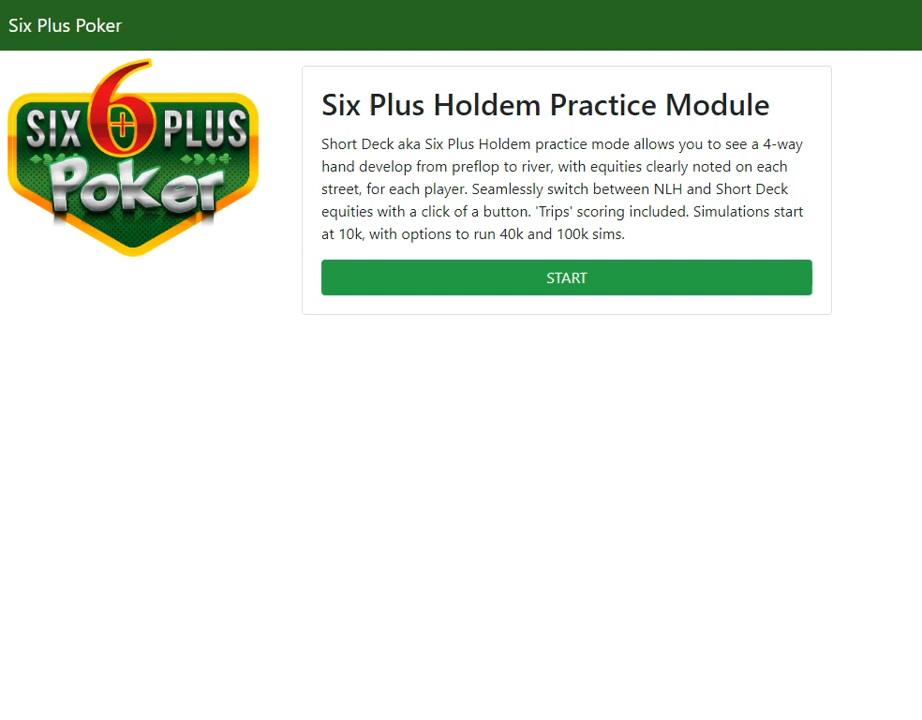 Six Plus Poker
SIX 6 PLUS
Poker
Six Plus Holdem Practice Module
Short Deck aka Six Plus Holdem practice mode allows you to see a 4-way
hand develop from preflop to river, with equities clearly noted on each
street, for each player. Seamlessly switch between NLH and Short Deck
equities with a click of a button. 'Trips' scoring included. Simulations start
at 10k, with options to run 40k and 100k sims.
START